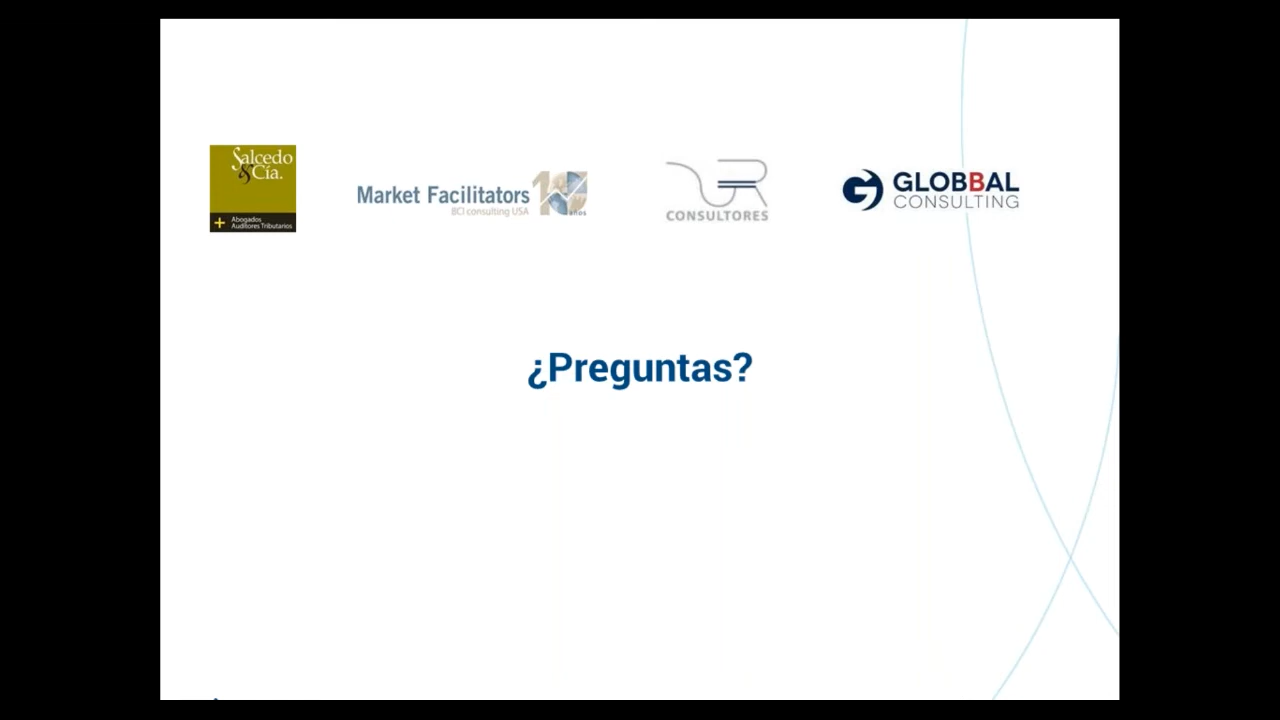 Salcedo
& Cía.
+ Abogados
Auditores Tributarios
Market Facilitators
BCI consulting USA
10
años
CONSULTORES
GLOBBAL
CONSULTING
¿Preguntas?